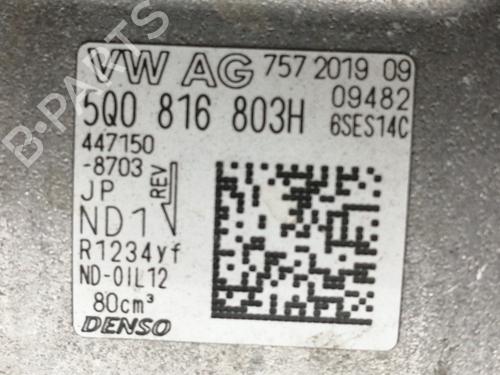 VW AG 757 2019 09
5Q0 816 803H
09482
6SES14C
447150
-8703
JP
REV
ND1
R1234yf
ND-OIL12
80cm³
DENSO
B-PARTS